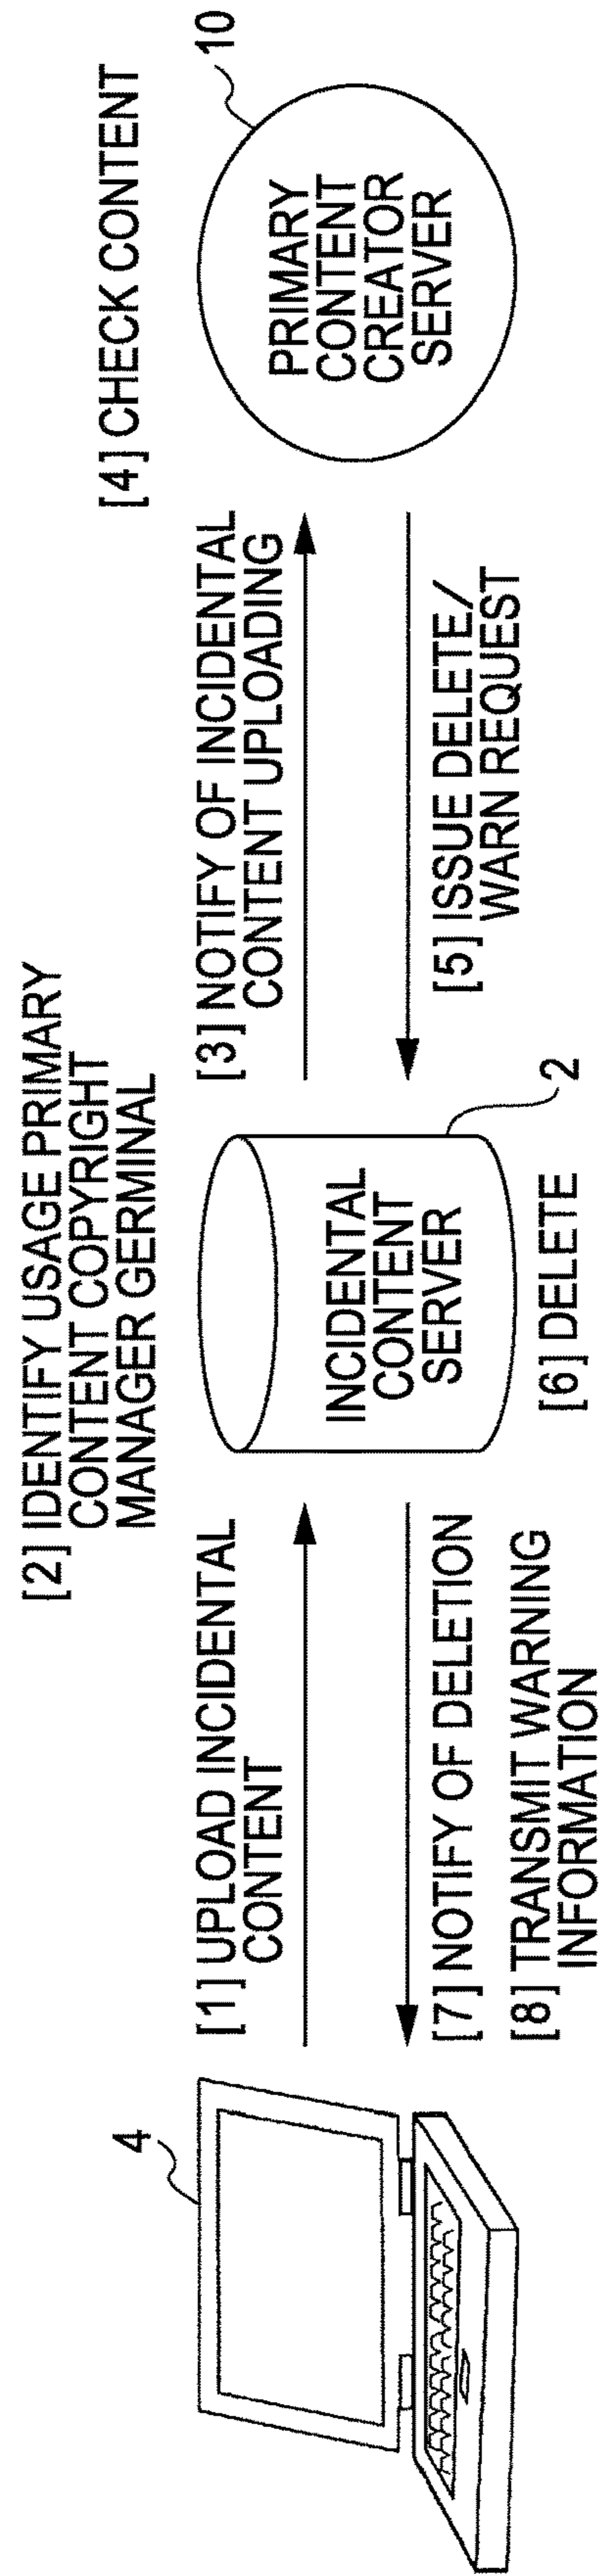 [2] IDENTIFY USAGE PRIMARY
CONTENT COPYRIGHT
MANAGER GERMINAL
[4] CHECK CONTENT
4
[1] UPLOAD INCIDENTAL
CONTENT
[3] NOTIFY OF INCIDENTAL
CONTENT UPLOADING
10
INCIDENTAL
CONTENT
SERVER
PRIMARY
CONTENT
CREATOR
SERVER
[7] NOTIFY OF DELETION
[8] TRANSMIT WARNING
INFORMATION
2
[6] DELETE
[5] ISSUE DELETE/
WARN REQUEST